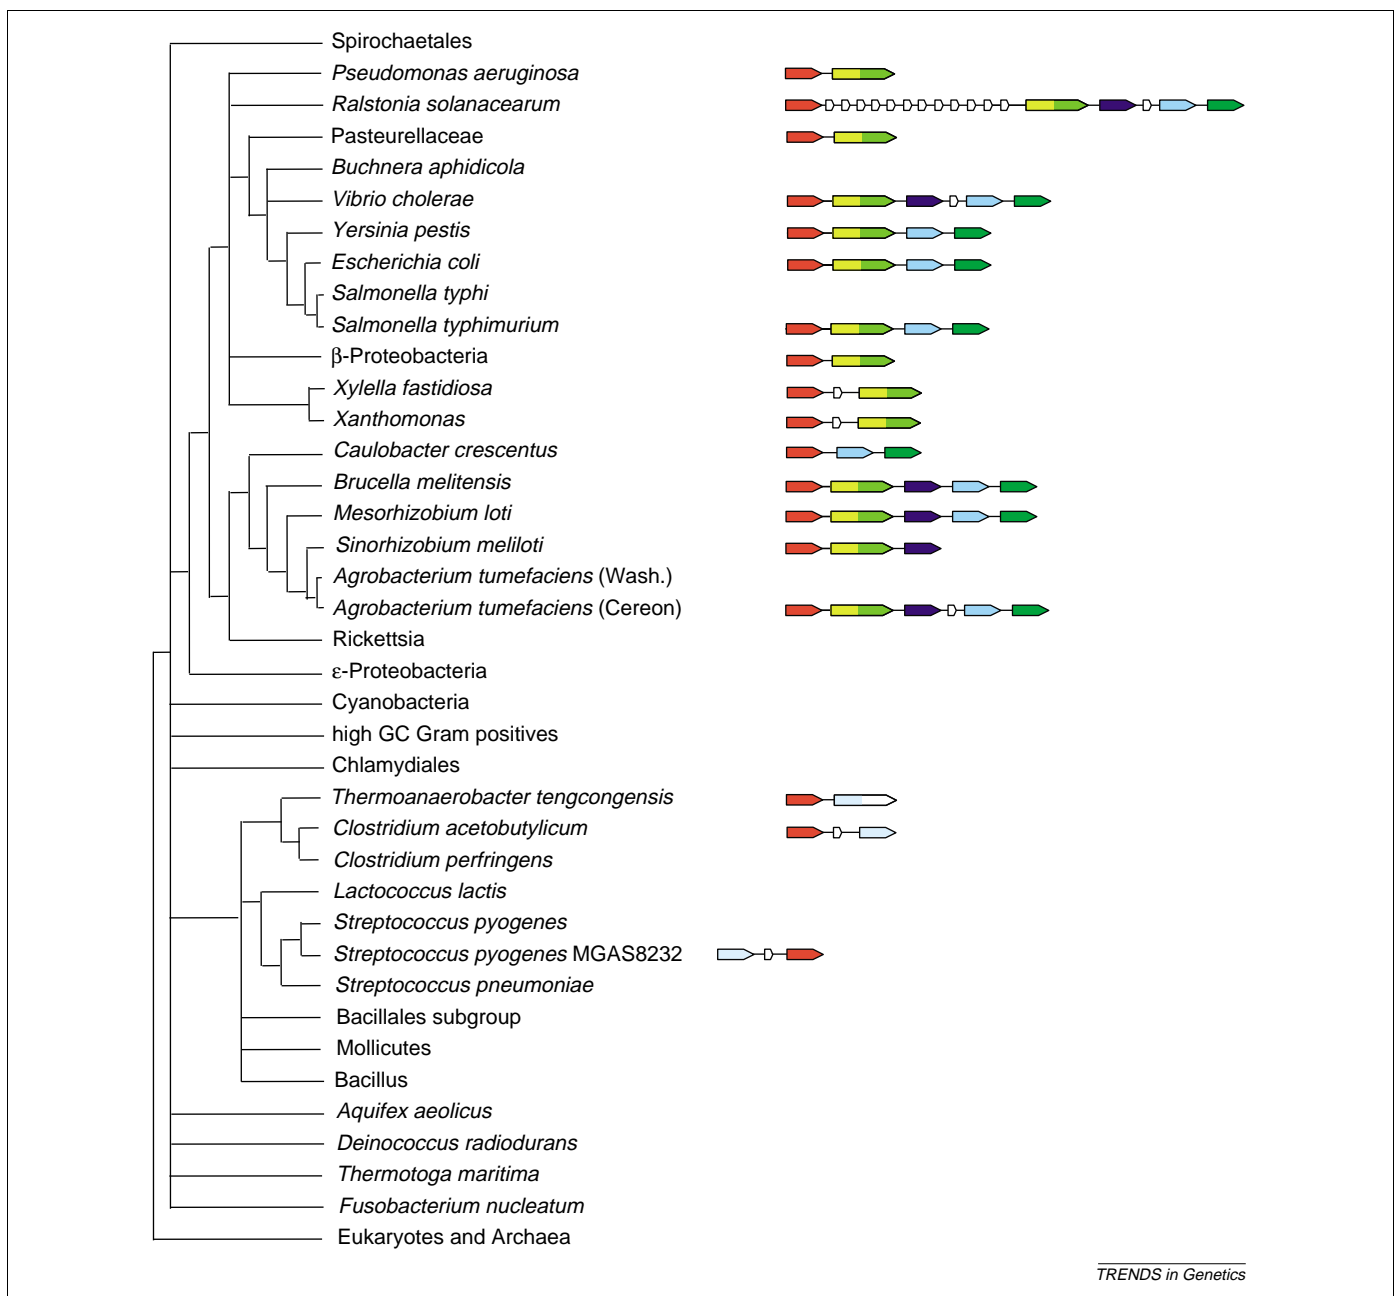 Spirochaetales
Pseudomonas aeruginosa
Ralstonia solanacearum
Pasteurellaceae
Buchnera aphidicola
Vibrio cholerae
Yersinia pestis
Escherichia coli
Salmonella typhi
Salmonella typhimurium
β-Proteobacteria
Xylella fastidiosa
Xanthomonas
Caulobacter crescentus
Brucella melitensis
Mesorhizobium loti
Sinorhizobium meliloti
Agrobacterium tumefaciens (Wash.)
Agrobacterium tumefaciens (Cereon)
Rickettsia
ε-Proteobacteria
Cyanobacteria
high GC Gram positives
Chlamydiales
Thermoanaerobacter tengcongensis
Clostridium acetobutylicum
Clostridium perfringens
Lactococcus lactis
Streptococcus pyogenes
Streptococcus pyogenes MGAS8232
Streptococcus pneumoniae
Bacillales subgroup
Mollicutes
Bacillus
Aquifex aeolicus
Deinococcus radiodurans
Thermotoga maritima
Fusobacterium nucleatum
Eukaryotes and Archaea
TRENDS in Genetics